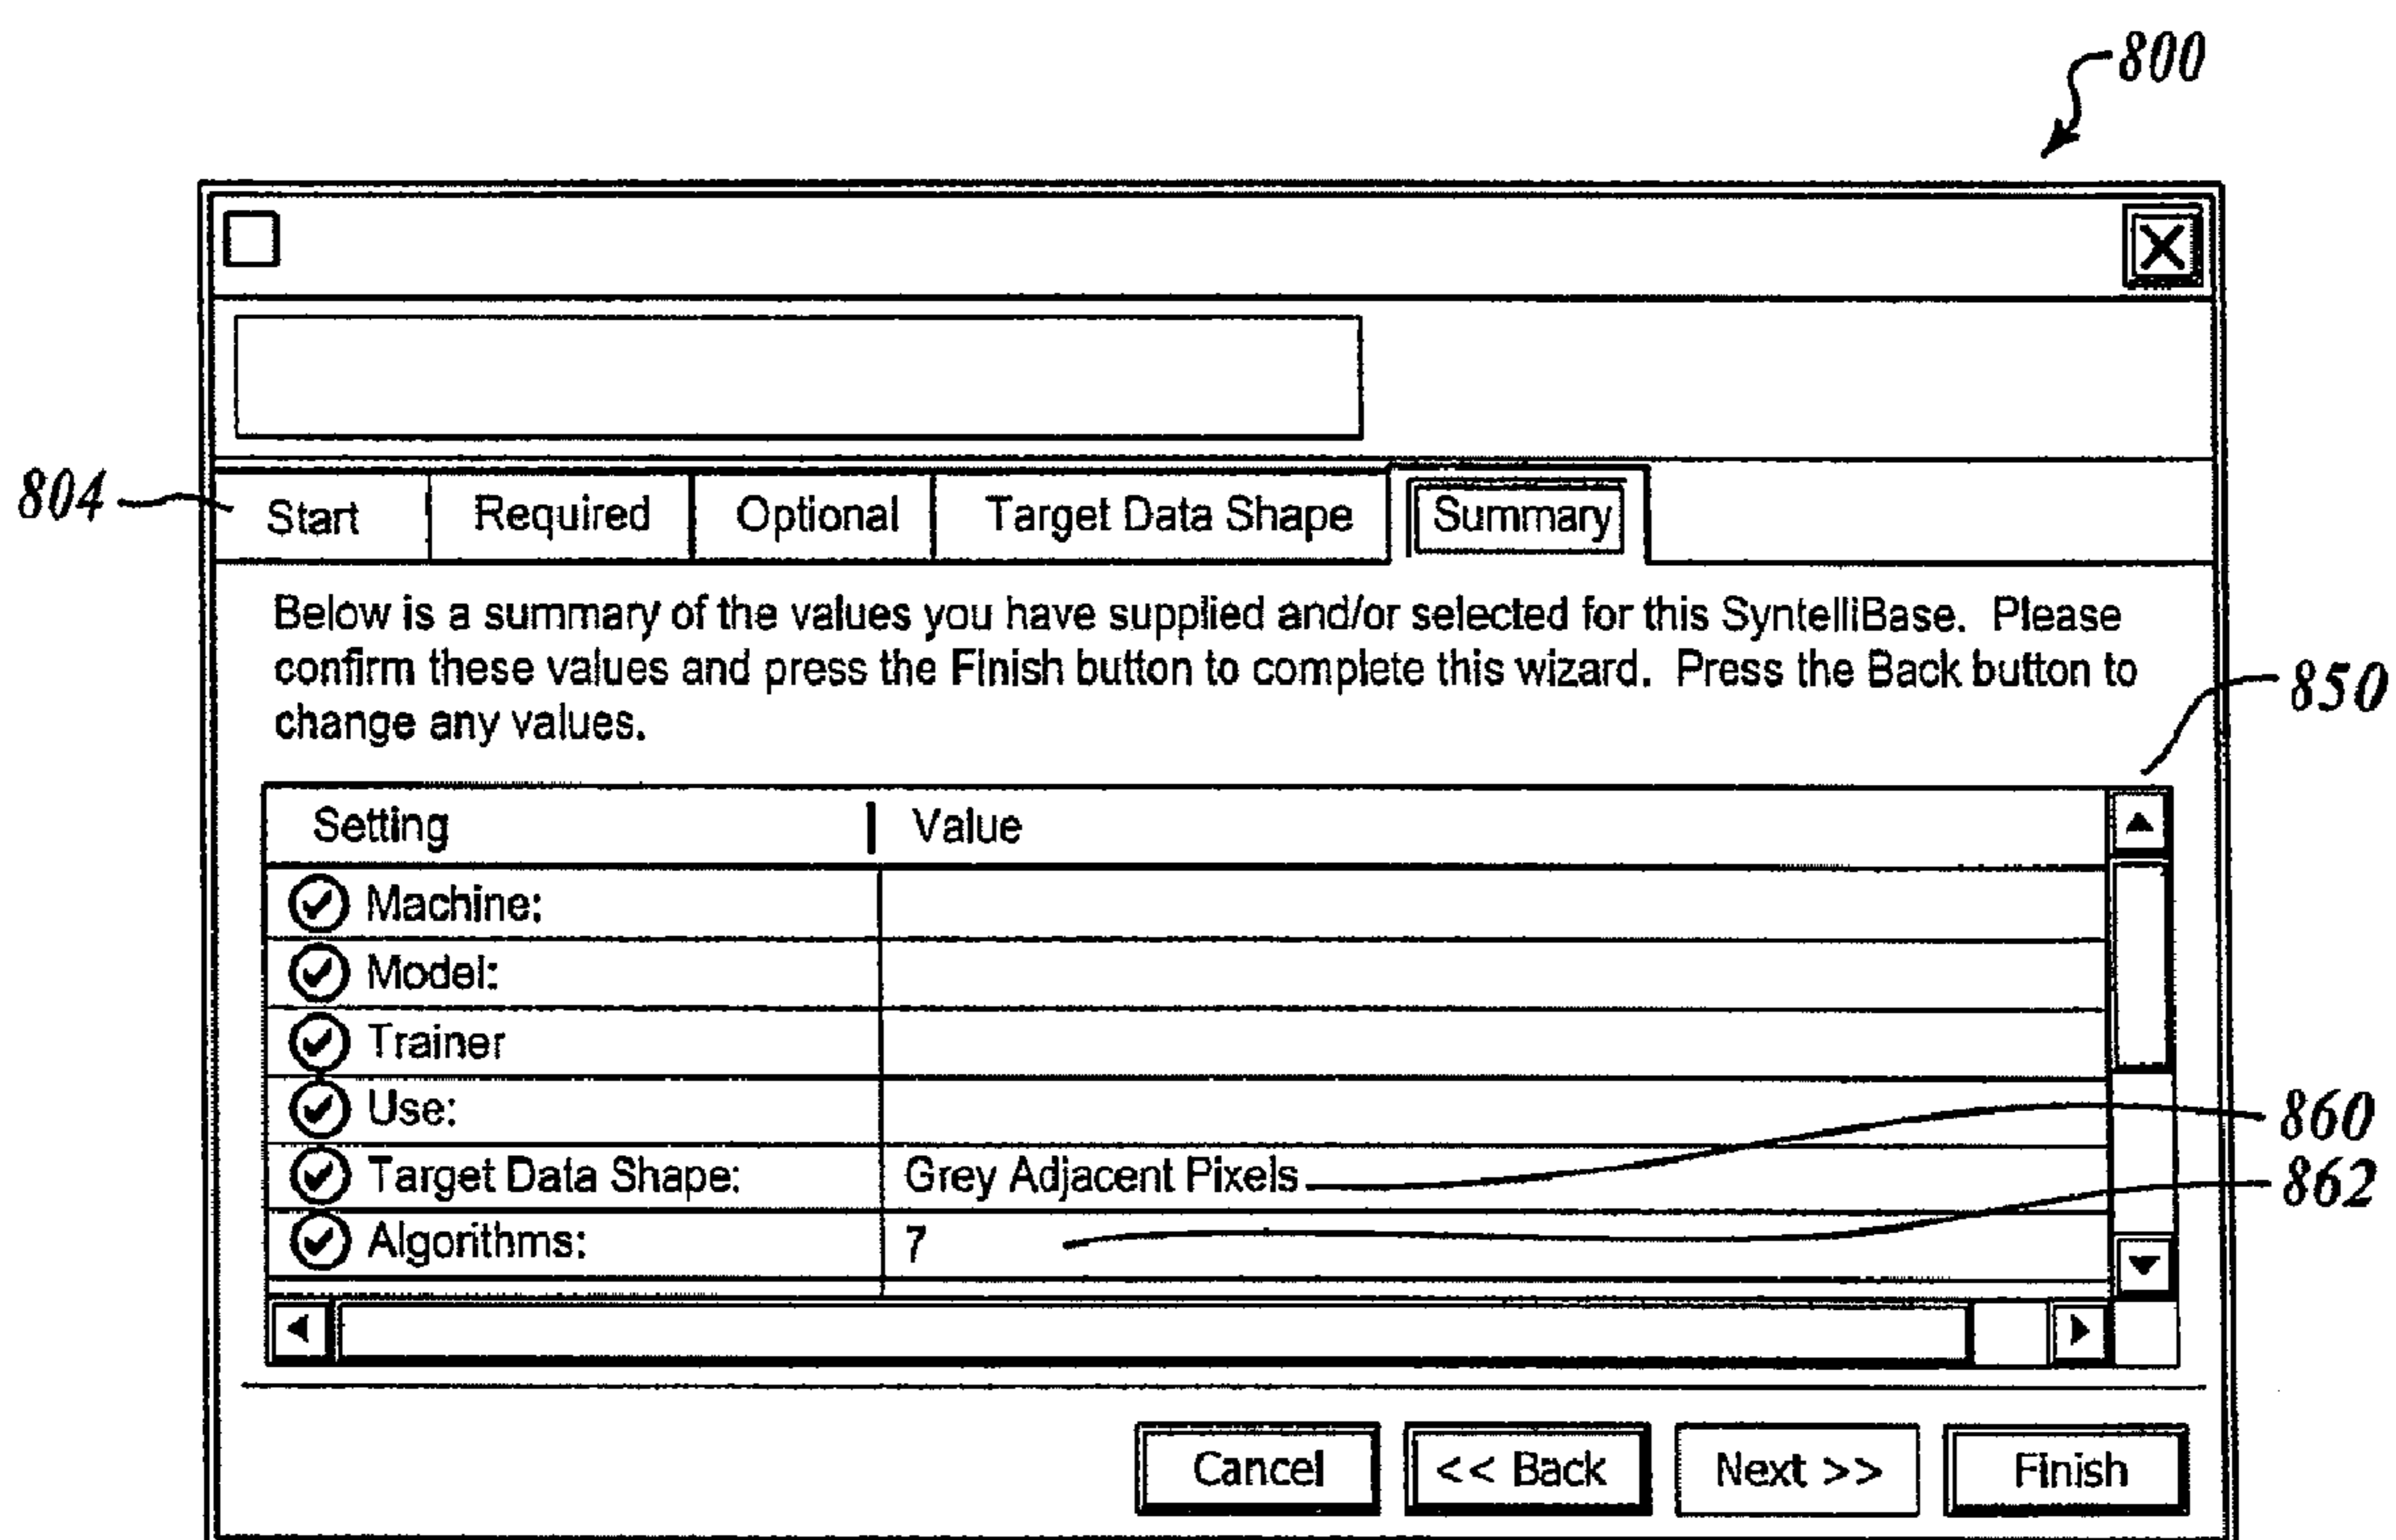 800
804
Start Required Optional Target Data Shape Summary
Below is a summary of the values you have supplied and/or selected for this SyntelliBase. Please
confirm these values and press the Finish button to complete this wizard. Press the Back button to
change any values.
850
Setting Value
Machine:
Model:
Trainer
Use:
860
Target Data Shape: Grey Adjacent Pixels
862
Algorithms: 7
Cancel << Back Next >> Finish